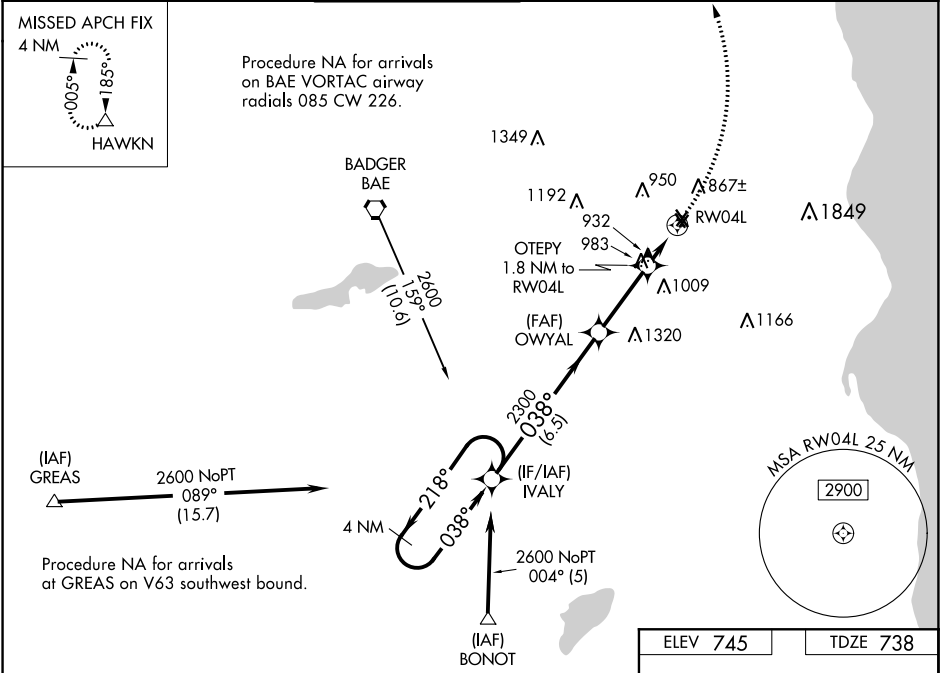 MISSED APCH FIX
4 NM
005°
185°
HAWKN
Procedure NA for arrivals
on BAE VORTAC airway
radials 085 CW 226.
1349
BADGER
BAE
1192
950
867±
RW04L
1849
932
983
OTEPY
1.8 NM to
RW04L
1009
2600
159°
(10.6)
(FAF)
OWYAL
1320
1166
2300
038°
(6.5)
MSA RW04L 25 NM
2900
(IAF)
GREAS
2600 NoPT
089°
(15.7)
218°
038°
4 NM
(IF/IAF)
IVALY
Procedure NA for arrivals
at GREAS on V63 southwest bound.
2600 NoPT
004° (5)
(IAF)
BONOT
ELEV 745
TDZE 738